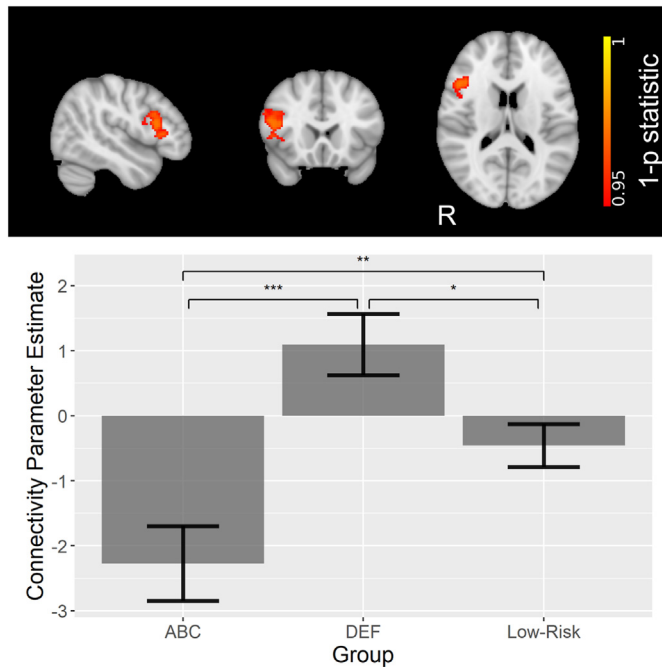 R
1
0.95
1-p statistic
Connectivity Parameter Estimate
2
1
0
-1
-2
-3
**
***
*
ABC
DEF
Low-Risk
Group